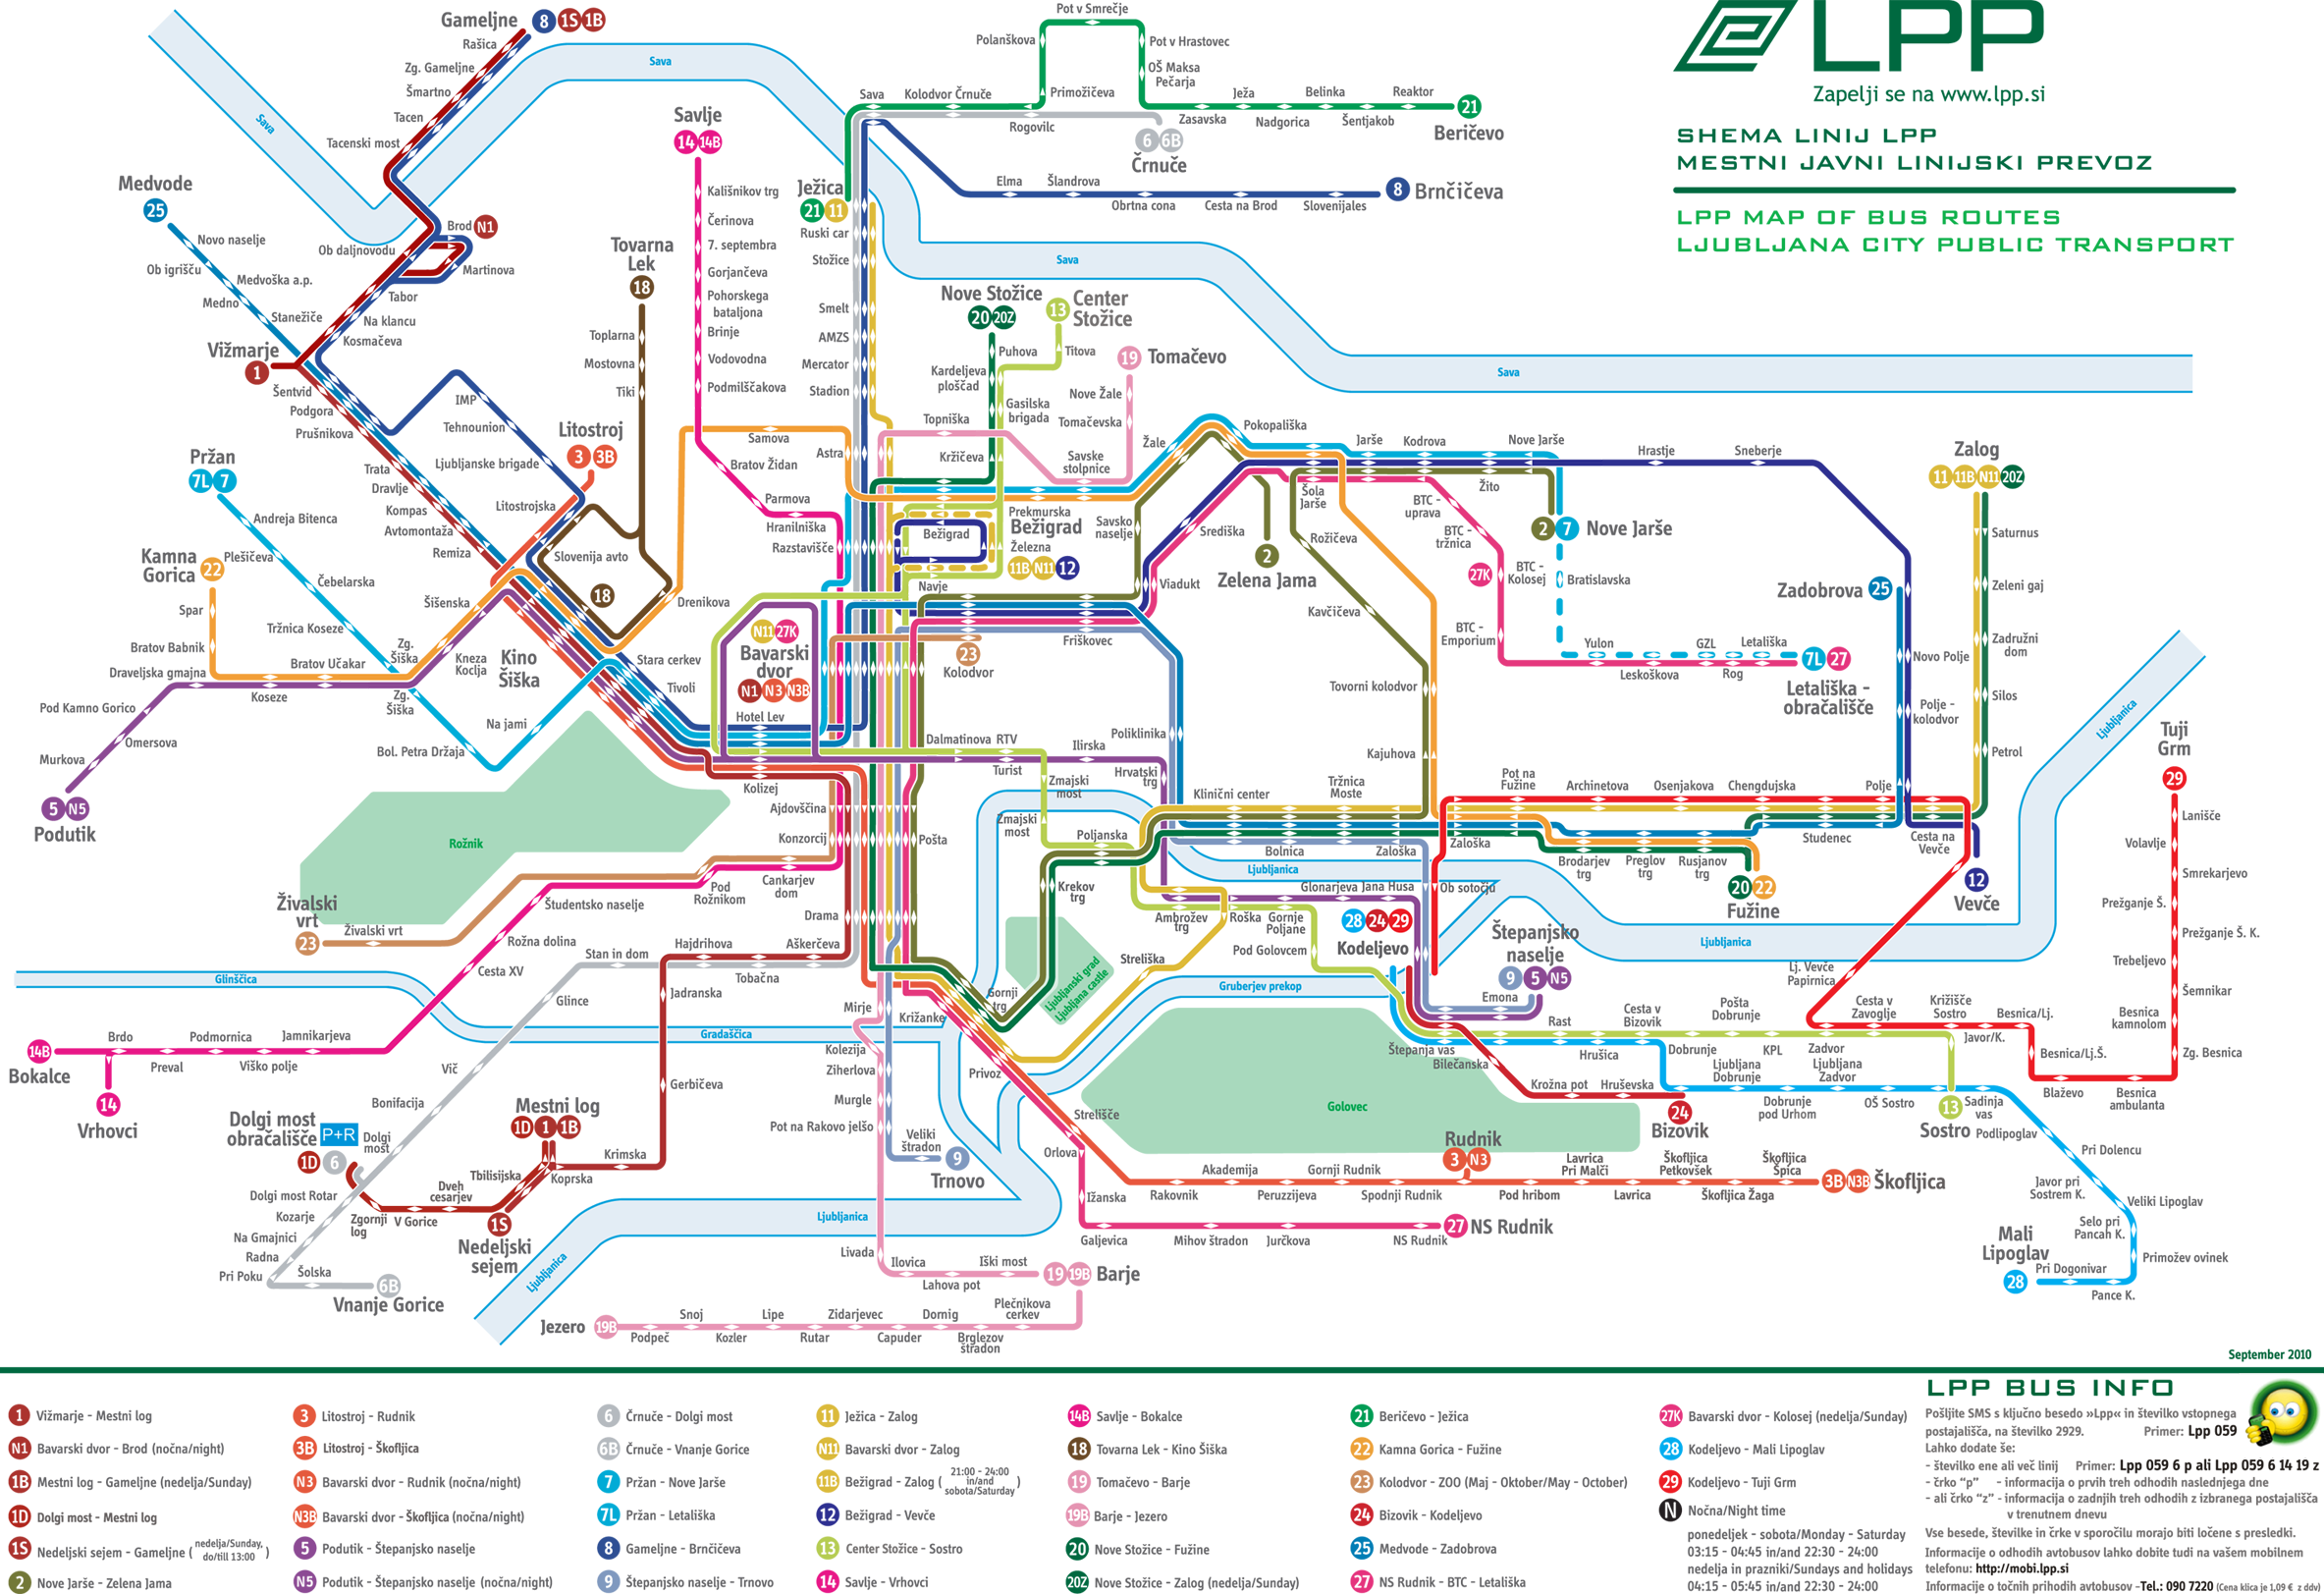 LPP
Zapelji se na www.lpp.si
SHEMA LINIJ LPP
MESTNI JAVNI LINIJSKI PREVOZ
LPP MAP OF BUS ROUTES
LJUBLJANA CITY PUBLIC TRANSPORT
Gameljne 8 1S 1B
Rašica
Zg. Gameljne
Šmartno
Tacen
Tacenski most
Sava
Sava
Sava
Sava
Medvode
25
Novo naselje
Ob igrišču
Medvoška a.p.
Medno
Stanežiče
Brod N1
Ob daljnovodu
Martinova
Tabor
Na klancu
Kosmačeva
Vižmarje
1
Šentvid
Podgora
Prušnikova
Trata
Dravlje
Kompas
Avtomontaža
Remiza
IMP
Tehnounion
Ljubljanske brigade
Litostroj
3 3B
Litostrojska
Slovenija avto
18
Tovarna
Lek
18
Toplarna
Mostovna
Tiki
Savlje
14 14B
Kališnikov trg
Černova
7. septembra
Gorjančeva
Pohorskega
bataljona
Brinje
Vodovodna
Podmilščakova
Samova
Bratov Židan
Parmova
Hranilniška
Razstavišče
Drenikova
Ježica
21 11
Ruski car
Stožice
Smelt
AMZS
Mercator
Stadion
Astra
Sava
Kolodvor Črnuče
Rogovilc
Primožičeva
Polanškova
Pot v Smrečje
Pot v Hrastovec
OŠ Maksa
Pečarja
Zasavska
Ježa
Nadgorica
Belinka
Šentjakob
Reaktor
21
Beričevo
6 6B
Črnuče
Elma
Šlandrova
Obrtna cona
Cesta na Brod
Slovenijales
8 Brnčičeva
Nove Stožice
20 20Z
13 Center
Stožice
Puhova
Titova
Kardeljeva
ploščad
Gasilska
brigada
Topniška
Križičeva
19 Tomačevo
Nove Žale
Tomačevska
Savske
stolpnice
Žale
Pokopališka
Prekmurska
Bežigrad
Bežigrad
Železna
11B N11 12
Navje
Savsko
naselje
Središka
Viadukt
Friškovec
2
Zelena Jama
Jarše
Kodrova
Nove Jarše
Hrastje
Sneberje
Šola
Jarše
Žito
BTC -
uprava
BTC -
tržnica
BTC -
Kolosej
27K
BTC -
Emporium
2 7 Nove Jarše
Bratislavska
Rožičeva
Kavčičeva
Tovorni kolodvor
Kajuhova
Yulon
GZL
Letališka
Leskoškova
Rog
7L 27
Letališka -
obračališče
Zalog
11 11B N11 20Z
Saturnus
Zeleni gaj
Zadružni
dom
Silos
Petrol
Zadobrova 25
Novo Polje
Polje -
kolodvor
Pržan
7L 7
Andreja Bitenca
Plešičeva
Čebelarska
Tržnica Koseze
Kamna
Gorica 22
Spar
Bratov Babnik
Draveljska gmajna
Bratov Učakar
Koseze
Zg.
Šiška
Zg.
Šiška
Šišenska
Kneza
Koclja
Kino
Šiška
Pod Kamno Gorico
Omersova
Murkova
5 N5
Podutik
Bol. Petra Držaja
Na jami
Stara cerkev
Tivoli
Hotel Lev
N11 27K
Bavarski
dvor
N1 N3 N3B
23
Kolodvor
Kolizej
Ajdovščina
Konzorcij
Pošta
Dalmatinova
RTV
Turist
Ilirska
Hrvatski
trg
Poliklinika
Zmajski
most
Zmajski
most
Poljanska
Klinični center
Tržnica
Moste
Bolnica
Zaloška
Zaloška
Pot na
Fužine
Archinetova
Osenjakova
Chengdujska
Polje
Studenec
Cesta na
Vevče
Brodarjev
trg
Preglov
trg
Rusjanov
trg
20 22
Fužine
12
Vevče
Rožnik
Živalski
vrt
23
Živalski vrt
Pod
Rožnikom
Cankarjev
dom
Študentsko naselje
Rožna dolina
Cesta XV
Drama
Aškerčeva
Hajdrihova
Tobačna
Stan in dom
Glince
Jadranska
Gerbičeva
Vič
Bonifacija
Glinščica
Gradaščica
14B
Bokalce
Brdo
Preval
Podmornica
Viško polje
Jamnikarjeva
14
Vrhovci
Dolgi most
obračališče P+R
1D 6
Dolgi
most
Dolgi most Rotar
Kozarje
Na Gmajnici
Radna
Pri Poku
Šolska
6B
Vnanje Gorice
Zgornji
log
V Gorice
Dveh
cesarjev
Tbilisijska
Mestni log
1D 1 1B
Koprska
Krimska
1S
Nedeljski
sejem
Krekov
trg
Gornji
trg
Ljubljanski grad
Ljubljana castle
Streliška
Ambrožev
trg
Roška
Gornje
Poljane
Glonarjeva
Jana Husa
Ob sotočju
Pod Golovcem
28 24 29
Kodeljevo
Štepanjsko
naselje
9 5 N5
Emona
Gruberjev prekop
Ljubljanica
Ljubljanica
Ljubljanica
Ljubljanica
Ljubljanica
Mirje
Križanke
Kolezija
Ziherlova
Murgle
Pot na Rakovo jelšo
Veliki
štradon
9
Trnovo
Privoz
Strelišče
Orlova
Ižanska
Golovec
Štepanja vas
Bilečanska
Rast
Hrušica
Cesta v
Bizovik
Pošta
Dobrunje
Dobrunje
KPL
Zadvor
Ljubljana
Dobrunje
Ljubljana
Zadvor
Dobrunje
pod Urhom
OŠ Sostro
Sadinja
vas
Krožna pot
Hruševska
24
Bizovik
13
Sostro
Podlipoglav
Pri Dolencu
Javor pri
Sostrem K.
Veliki Lipoglav
Selo pri
Pancah K.
Primožev ovinek
Mali
Lipoglav
28
Pri Dogonivar
Pance K.
Lj. Vevče
Papirnica
Cesta v
Zavoglje
Križišče
Sostro
Javor/K.
Besnica/Lj.
Besnica/Lj.Š.
Blaževo
Besnica
ambulanta
Zg. Besnica
Besnica
kamnolom
Šemnikar
Trebeljevo
Prežganje Š. K.
Prežganje Š.
Smrekarjevo
Volavlje
Lanišče
Tuji
Grm
29
Rakovnik
Akademija
Peruzzijeva
Gornji Rudnik
Spodnji Rudnik
Rudnik
3 N3
Pod hribom
Lavrica
Pri Malči
Lavrica
Škofljica
Petkovšek
Škofljica Žaga
Škofljica
Špica
3B N3B Škofljica
Galjevica
Mihov štradon
Jurčkova
NS Rudnik
27 NS Rudnik
Livada
Ilovica
Lahova pot
Iški most
19 19B Barje
Jezero 19B
Podpeč
Snoj
Kozler
Lipe
Rutar
Zidarjevec
Capuder
Dornig
Brglezov
štradon
Plečnikova
cerkev
September 2010
1 Vižmarje - Mestni log
N1 Bavarski dvor - Brod (nočna/night)
1B Mestni log - Gameljne (nedelja/Sunday)
1D Dolgi most - Mestni log
1S Nedeljski sejem - Gameljne (nedelja/Sunday, do/till 13:00)
2 Nove Jarše - Zelena Jama
3 Litostroj - Rudnik
3B Litostroj - Škofljica
N3 Bavarski dvor - Rudnik (nočna/night)
N3B Bavarski dvor - Škofljica (nočna/night)
5 Podutik - Štepanjsko naselje
N5 Podutik - Štepanjsko naselje (nočna/night)
6 Črnuče - Dolgi most
6B Črnuče - Vnanje Gorice
7 Pržan - Nove Jarše
7L Pržan - Letališka
8 Gameljne - Brnčičeva
9 Štepanjsko naselje - Trnovo
11 Ježica - Zalog
N11 Bavarski dvor - Zalog
11B Bežigrad - Zalog (21:00 - 24:00 in/and sobota/Saturday)
12 Bežigrad - Vevče
13 Center Stožice - Sostro
14 Savlje - Vrhovci
14B Savlje - Bokalce
18 Tovarna Lek - Kino Šiška
19 Tomačevo - Barje
19B Barje - Jezero
20 Nove Stožice - Fužine
20Z Nove Stožice - Zalog (nedelja/Sunday)
21 Beričevo - Ježica
22 Kamna Gorica - Fužine
23 Kolodvor - ZOO (Maj - Oktober/May - October)
24 Bizovik - Kodeljevo
25 Medvode - Zadobrova
27 NS Rudnik - BTC - Letališka
27K Bavarski dvor - Kolosej (nedelja/Sunday)
28 Kodeljevo - Mali Lipoglav
29 Kodeljevo - Tuji Grm
N Nočna/Night time
ponedeljek - sobota/Monday - Saturday
03:15 - 04:45 in/and 22:30 - 24:00
nedelja in prazniki/Sundays and holidays
04:15 - 05:45 in/and 22:30 - 24:00
LPP BUS INFO
Pošljite SMS s ključno besedo »Lpp« in številko vstopnega
postajališča, na številko 2929. Primer: Lpp 059
Lahko dodate še:
- številko ene ali več linij Primer: Lpp 059 6 p ali Lpp 059 6 14 19 z
- črko "p" - informacija o prvih treh odhodih naslednjega dne
- ali črko "z" - informacija o zadnjih treh odhodih z izbranega postajališča
v trenutnem dnevu
Vse besede, številke in črke v sporočilu morajo biti ločene s presledki.
Informacije o odhodih avtobusov lahko dobite tudi na vašem mobilnem
telefonu: http://mobi.lpp.si
Informacije o točnih prihodih avtobusov -Tel.: 090 7220 (Cena klica je 1,09 € z ddv)